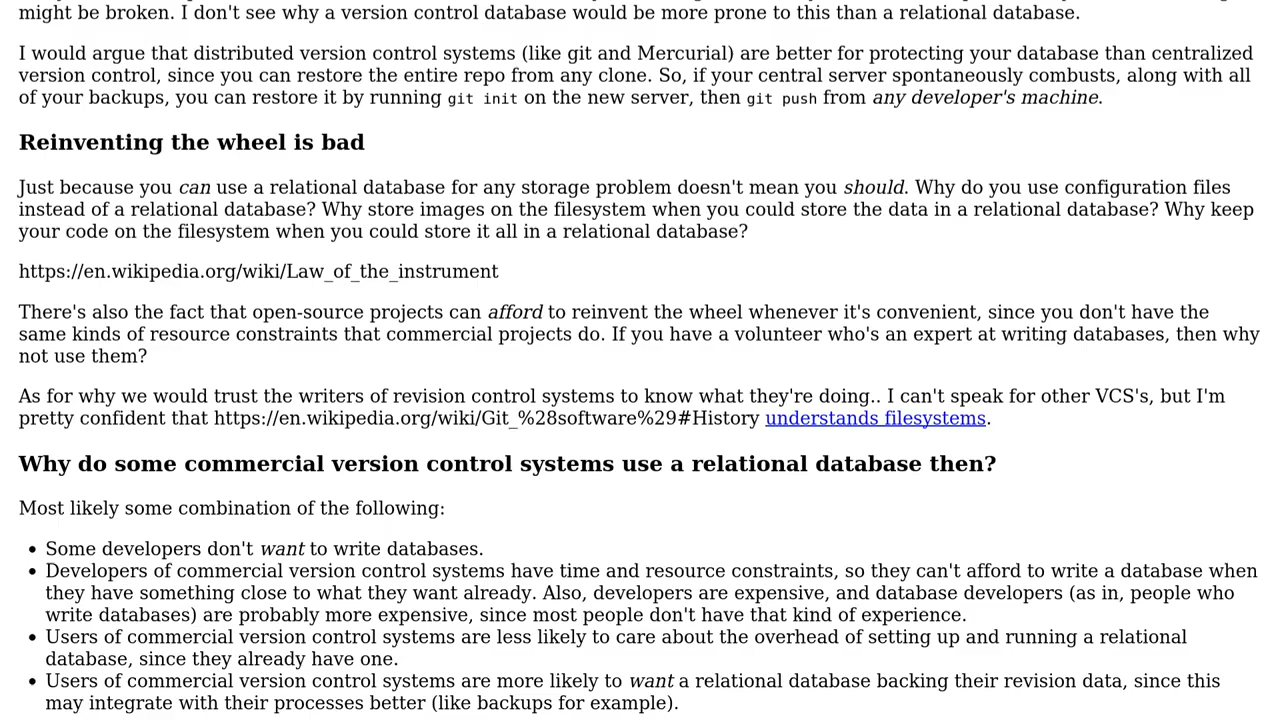 might be broken. I don't see why a version control database would be more prone to this than a relational database.
I would argue that distributed version control systems (like git and Mercurial) are better for protecting your database than centralized
version control, since you can restore the entire repo from any clone. So, if your central server spontaneously combusts, along with all
of your backups, you can restore it by running git init on the new server, then git push from any developer's machine.
Reinventing the wheel is bad
Just because you can use a relational database for any storage problem doesn't mean you should. Why do you use configuration files
instead of a relational database? Why store images on the filesystem when you could store the data in a relational database? Why keep
your code on the filesystem when you could store it all in a relational database?
https://en.wikipedia.org/wiki/Law_of_the_instrument
There's also the fact that open-source projects can afford to reinvent the wheel whenever it's convenient, since you don't have the
same kinds of resource constraints that commercial projects do. If you have a volunteer who's an expert at writing databases, then why
not use them?
As for why we would trust the writers of revision control systems to know what they're doing.. I can't speak for other VCS's, but I'm
pretty confident that https://en.wikipedia.org/wiki/Git_%28software%29#History understands filesystems.
Why do some commercial version control systems use a relational database then?
Most likely some combination of the following:
• Some developers don't want to write databases.
• Developers of commercial version control systems have time and resource constraints, so they can't afford to write a database when
they have something close to what they want already. Also, developers are expensive, and database developers (as in, people who
write databases) are probably more expensive, since most people don't have that kind of experience.
• Users of commercial version control systems are less likely to care about the overhead of setting up and running a relational
database, since they already have one.
• Users of commercial version control systems are more likely to want a relational database backing their revision data, since this
may integrate with their processes better (like backups for example).